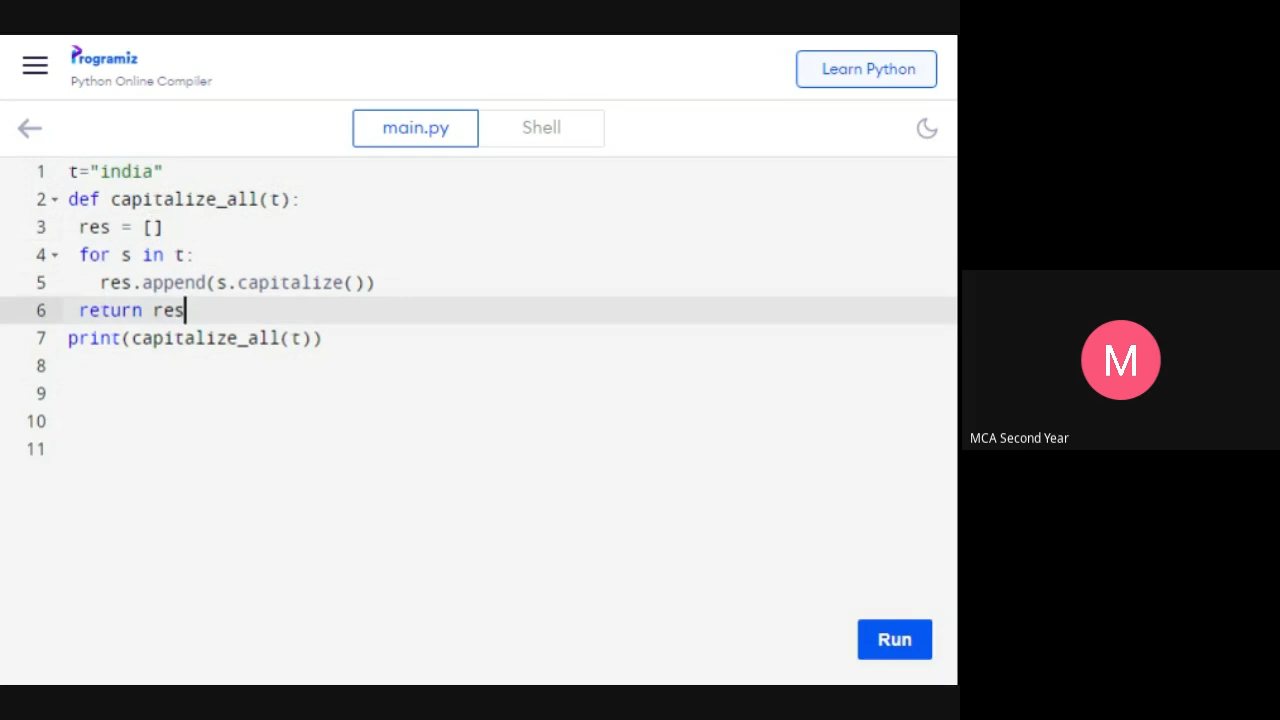 Programiz
Python Online Compiler
Learn Python
main.py
Shell
1 t="india"
2 def capitalize_all(t):
3 res = []
4 for s in t:
5 res.append(s.capitalize())
6 return res
7 print(capitalize_all(t))
8
9
10
11
Run
M
MCA Second Year